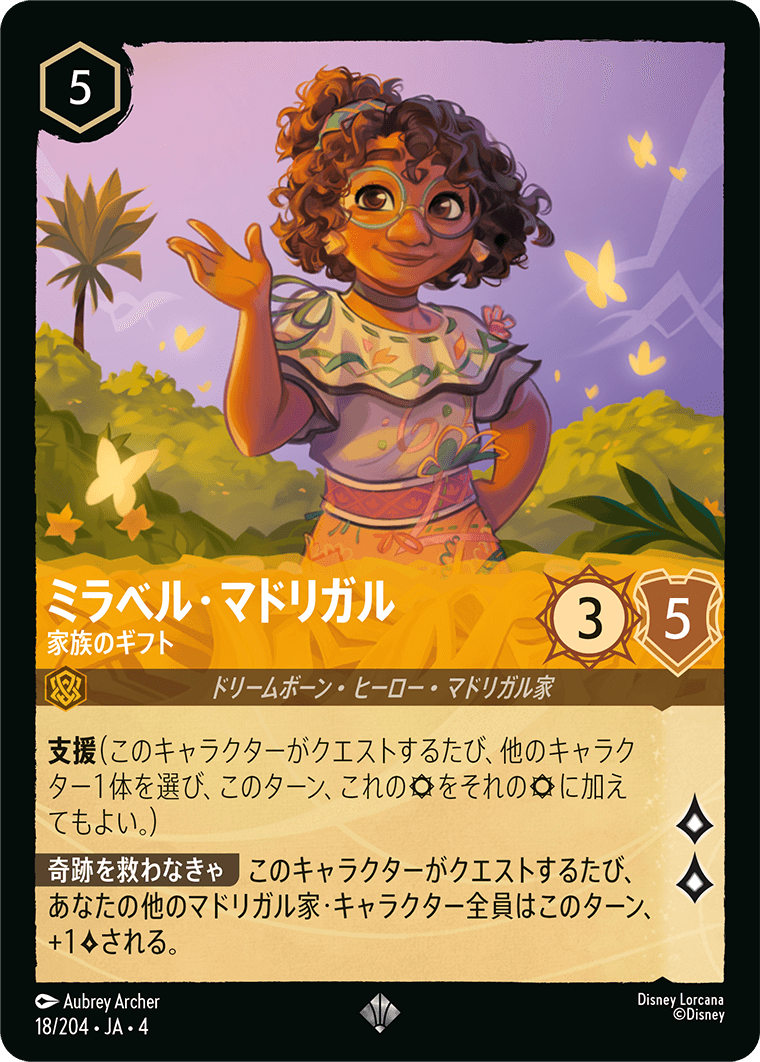 5
ミラベル・マドリガル
家族のギフト
3
5
ドリームボーン・ヒーロー・マドリガル家
支援(このキャラクターがクエストするたび、他のキャラク
ター1体を選び、このターン、これの⛭をそれの⛭に加え
てもよい。)
奇跡を救わなきゃ このキャラクターがクエストするたび、
あなたの他のマドリガル家・キャラクター全員はこのターン、
+1⟡される。
Aubrey Archer
18/204・JA・4
Disney Lorcana
©Disney